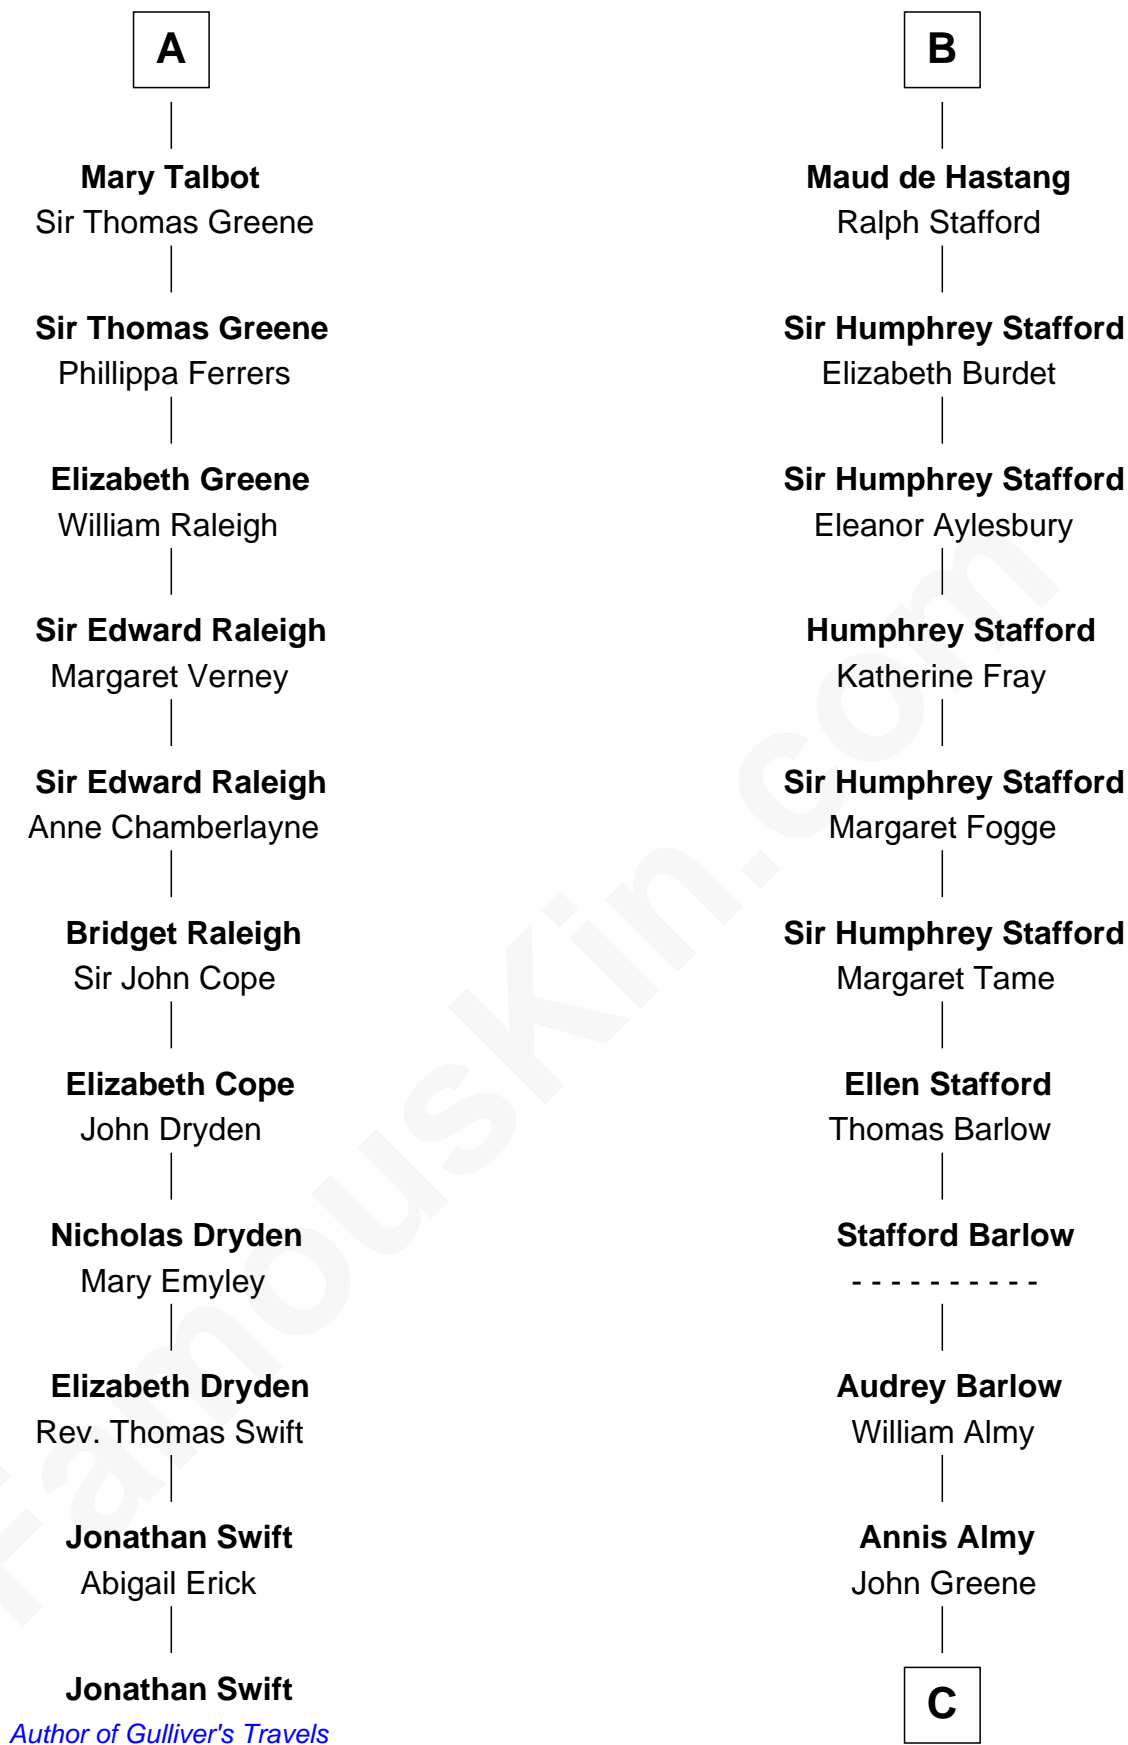 A
Mary Talbot
Sir Thomas Greene
Sir Thomas Greene
Phillippa Ferrers
Elizabeth Greene
William Raleigh
Sir Edward Raleigh
Margaret Verney
Sir Edward Raleigh
Anne Chamberlayne
Bridget Raleigh
Sir John Cope
Elizabeth Cope
John Dryden
Nicholas Dryden
Mary Emyley
Elizabeth Dryden
Rev. Thomas Swift
Jonathan Swift
Abigail Erick
Jonathan Swift
Author of Gulliver's Travels
B
Maud de Hastang
Ralph Stafford
Sir Humphrey Stafford
Elizabeth Burdet
Sir Humphrey Stafford
Eleanor Aylesbury
Humphrey Stafford
Katherine Fray
Sir Humphrey Stafford
Margaret Fogge
Sir Humphrey Stafford
Margaret Tame
Ellen Stafford
Thomas Barlow
Stafford Barlow
- - - - - - - - - -
Audrey Barlow
William Almy
Annis Almy
John Greene
C
FamousKin.com